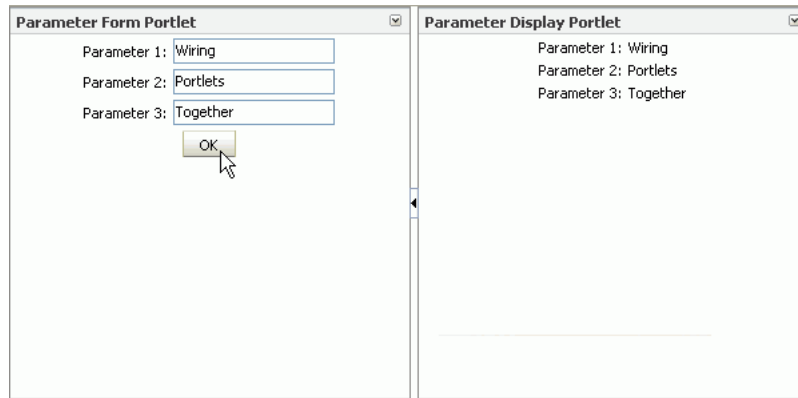 Parameter Form Portlet
Parameter 1: Wiring
Parameter 2: Portlets
Parameter 3: Together
OK
Parameter Display Portlet
Parameter 1: Wiring
Parameter 2: Portlets
Parameter 3: Together